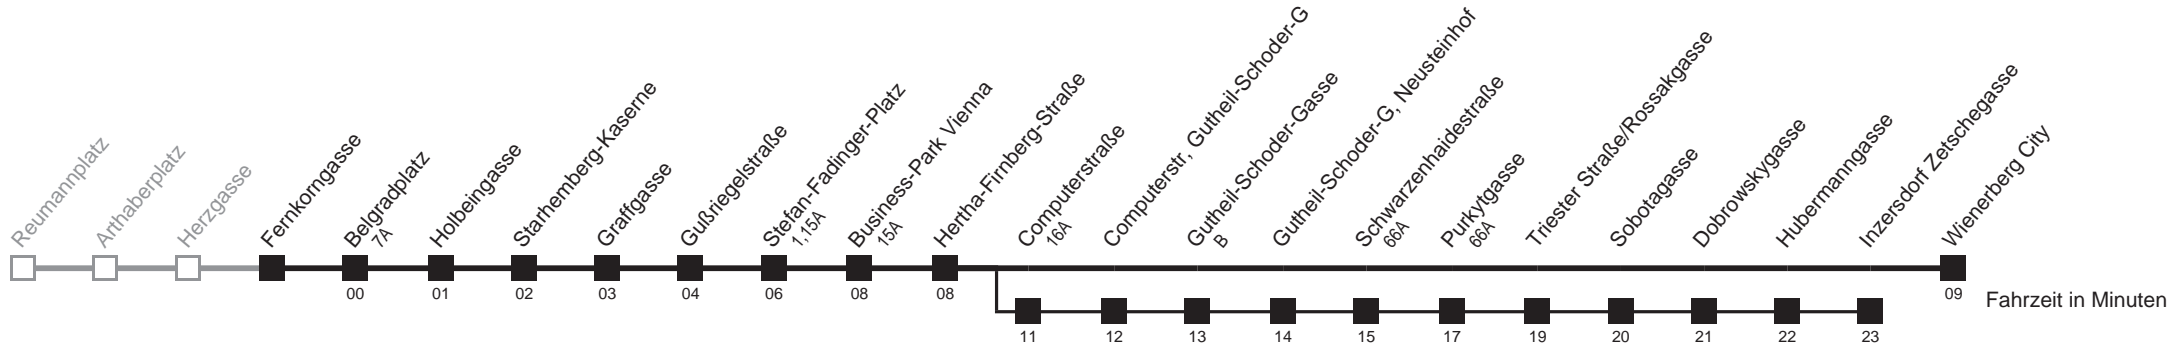 Reumannplatz
Arthaberplatz
Herzgasse
Fernkorngasse
Belgradplatz
7A
Holbeingasse
Starhemberg-Kaserne
Graffgasse
Gußriegelstraße
Stefan-Fadinger-Platz
1,15A
Business-Park Vienna
15A
Hertha-Firnberg-Straße
Computerstraße
16A
Computerstr, Gutheil-Schoder-G
Gutheil-Schoder-Gasse
B
Gutheil-Schoder-G, Neusteinhof
Schwarzenhaidestraße
66A
Purkytgasse
66A
Triester Straße/Rossakgasse
Sobotagasse
Dobrowskygasse
Hubermanngasse
Inzersdorf Zetschegasse
Wienerberg City
00 01 02 03 04 06 08 08 09
Fahrzeit in Minuten
11 12 13 14 15 17 19 20 21 22 23